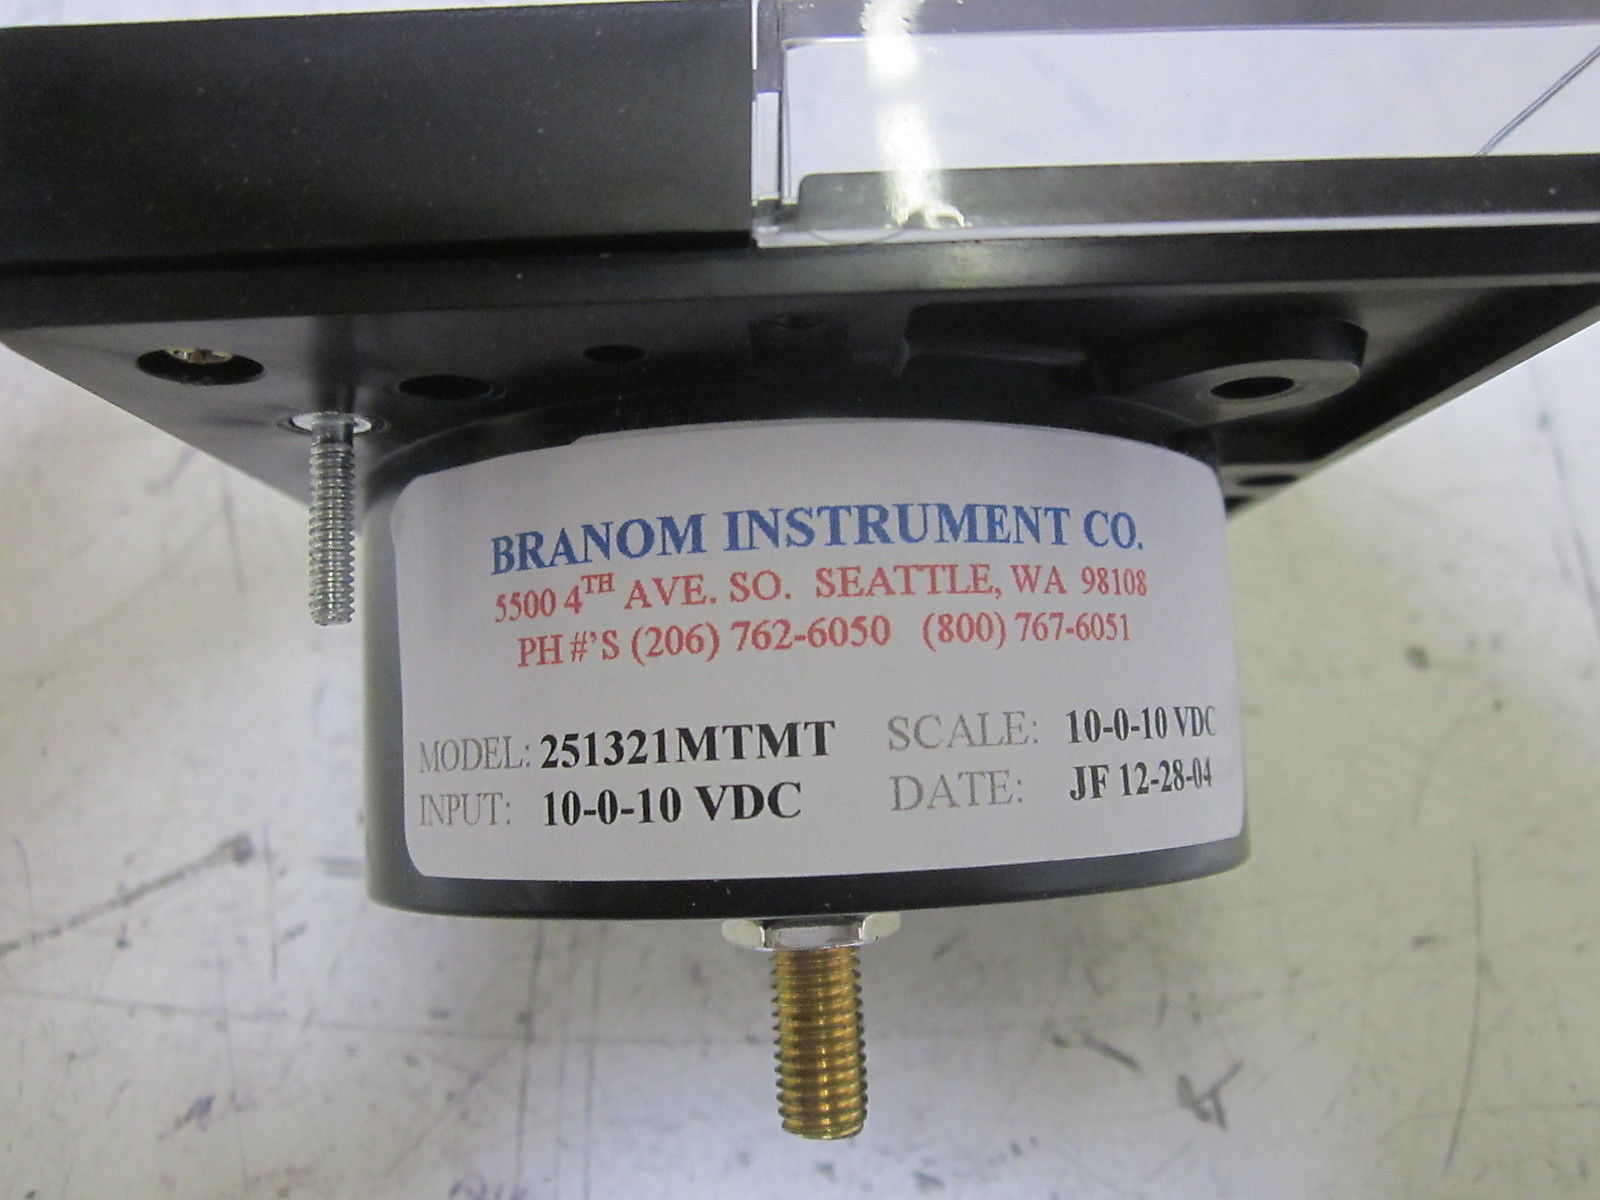 BRANOM INSTRUMENT CO.
5500 4TH AVE. SO. SEATTLE, WA 98108
PH #'S (206) 762-6050 (800) 767-6051
MODEL: 251321MTMT SCALE: 10-0-10 VDC
INPUT: 10-0-10 VDC DATE: JF 12-28-04